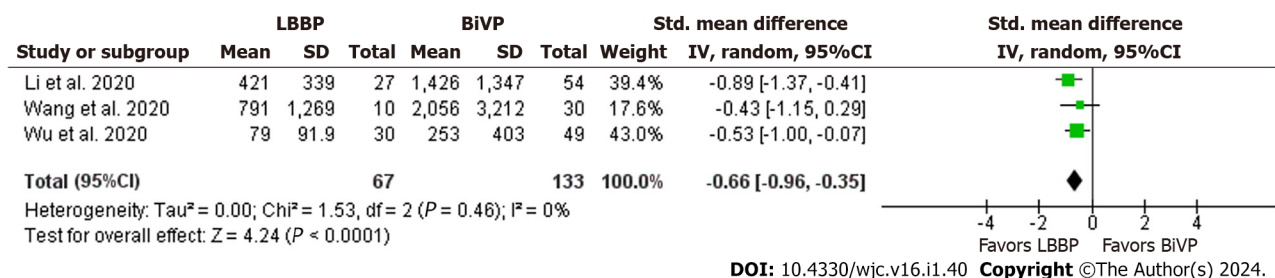 LBBP BiVP Std. mean difference Std. mean difference
Study or subgroup Mean SD Total Mean SD Total Weight IV, random, 95%CI IV, random, 95%CI
Li et al. 2020 421 339 27 1,426 1,347 54 39.4% -0.89 [-1.37, -0.41]
Wang et al. 2020 791 1,269 10 2,056 3,212 30 17.6% -0.43 [-1.15, 0.29]
Wu et al. 2020 79 91.9 30 253 403 49 43.0% -0.53 [-1.00, -0.07]
Total (95%CI) 67 133 100.0% -0.66 [-0.96, -0.35]
Heterogeneity: Tau² = 0.00; Chi² = 1.53, df = 2 (P = 0.46); I² = 0%
Test for overall effect: Z = 4.24 (P < 0.0001)
-4 -2 0 2 4
Favors LBBP Favors BiVP
DOI: 10.4330/wjc.v16.i1.40 Copyright ©The Author(s) 2024.